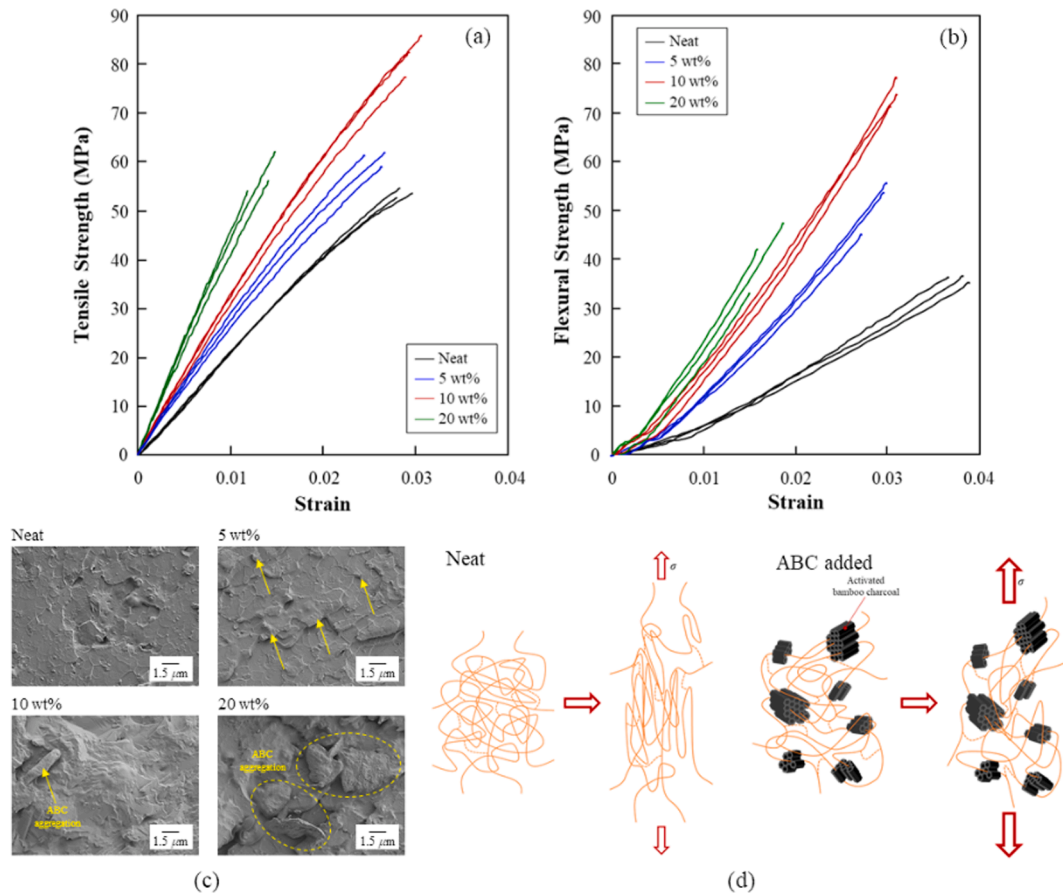 (a)
90
80
70
60
50
40
30
20
10
0
Tensile Strength (MPa)
Neat
5 wt%
10 wt%
20 wt%
0
0.01
0.02
0.03
0.04
Strain
(b)
90
80
70
60
50
40
30
20
10
0
Flexural Strength (MPa)
Neat
5 wt%
10 wt%
20 wt%
0
0.01
0.02
0.03
0.04
Strain
Neat
1.5 μm
5 wt%
1.5 μm
10 wt%
ABC
aggregation
1.5 μm
20 wt%
ABC
aggregation
1.5 μm
(c)
Neat
σ
ABC added
Activated
bamboo charcoal
σ
(d)